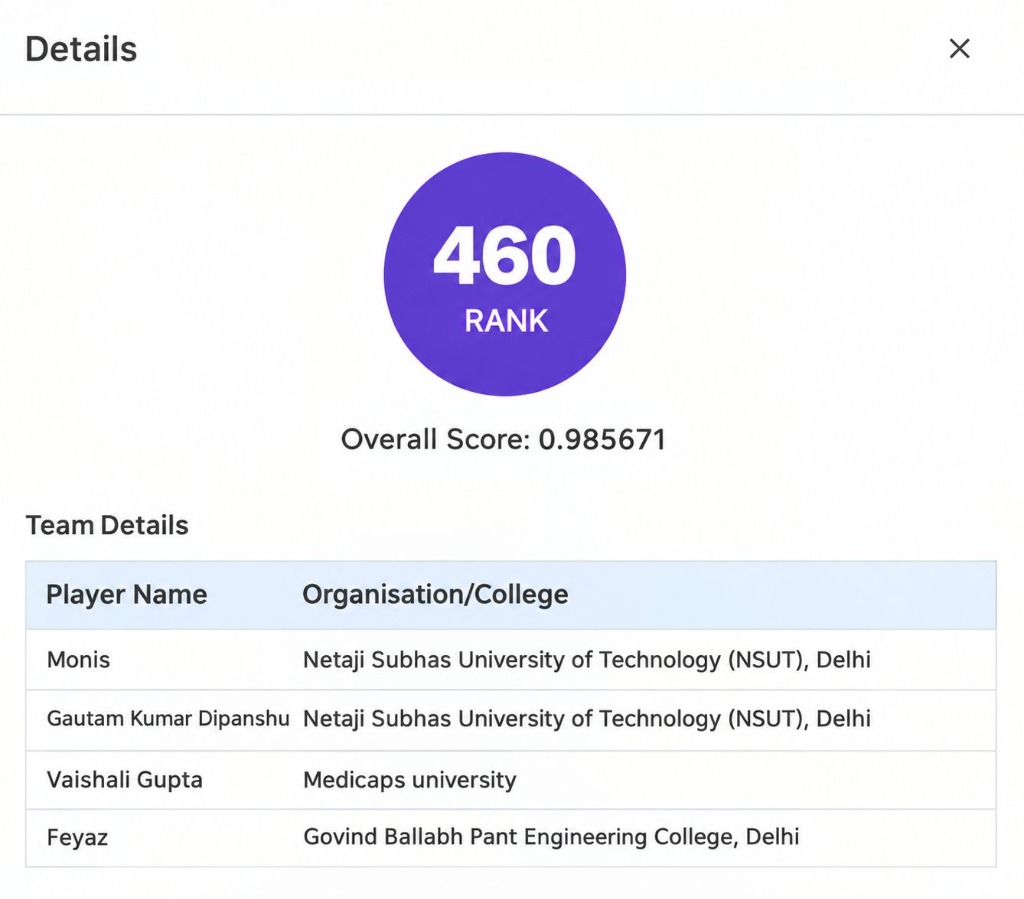 Details
460
RANK
Overall Score: 0.985671
Team Details
Player Name Organisation/College
Monis Netaji Subhas University of Technology (NSUT), Delhi
Gautam Kumar Dipanshu Netaji Subhas University of Technology (NSUT), Delhi
Vaishali Gupta Medicaps university
Feyaz Govind Ballabh Pant Engineering College, Delhi